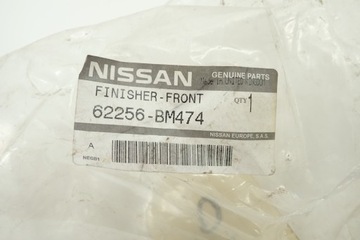 NISSAN GENUINE PARTS
FINISHER-FRONT QTY 1
62256-BM474
NISSAN EUROPE, S.A.S.
A